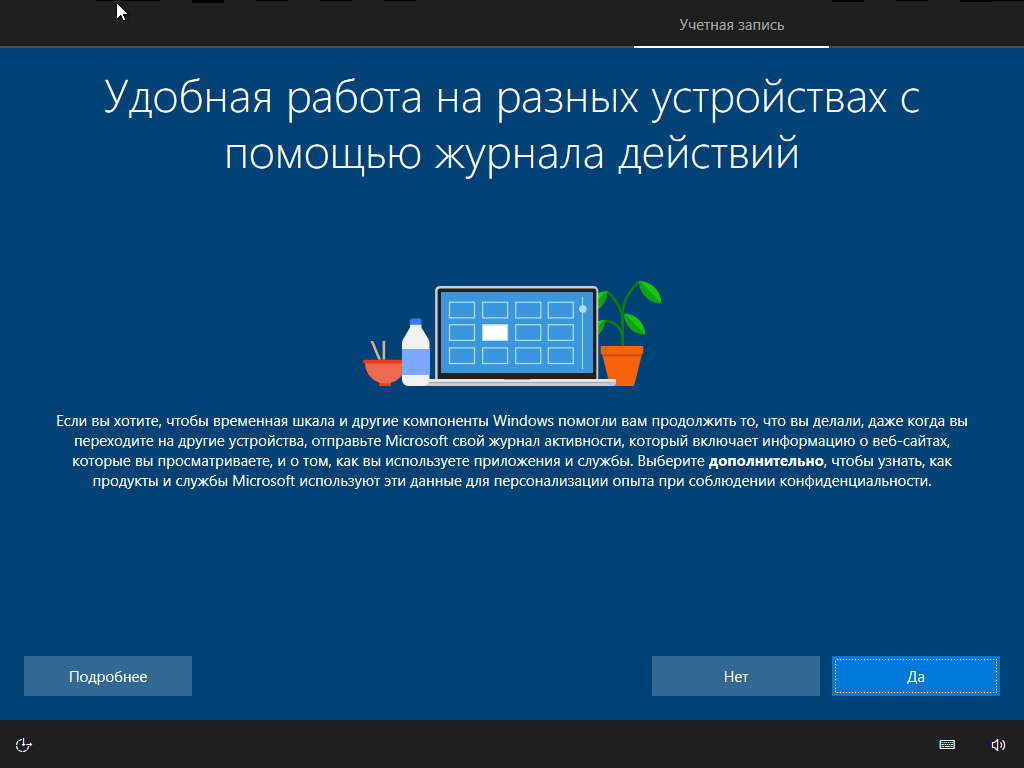 Учетная запись
Удобная работа на разных устройствах с
помощью журнала действий
Если вы хотите, чтобы временная шкала и другие компоненты Windows помогли вам продолжить то, что вы делали, даже когда вы
переходите на другие устройства, отправьте Microsoft свой журнал активности, который включает информацию о веб-сайтах,
которые вы просматриваете, и о том, как вы используете приложения и службы. Выберите дополнительно, чтобы узнать, как
продукты и службы Microsoft используют эти данные для персонализации опыта при соблюдении конфиденциальности.
Подробнее
Нет
Да